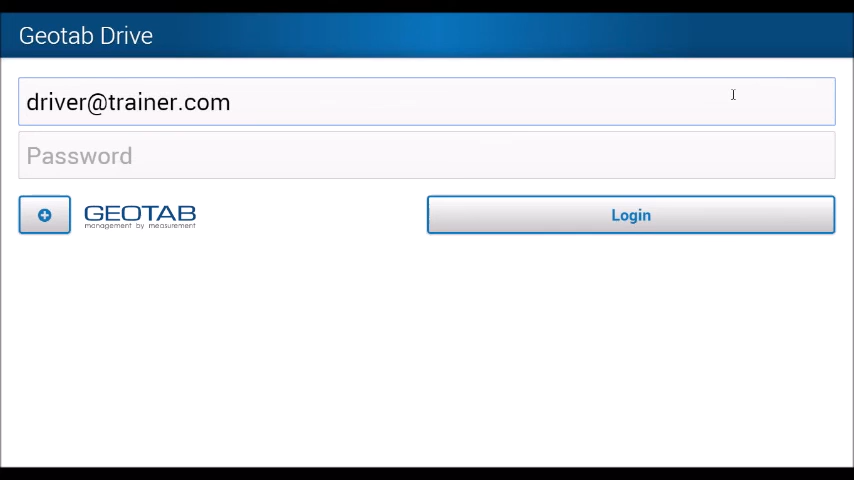 Geotab Drive
driver@trainer.com
Password
GEOTAB
management by measurement
Login